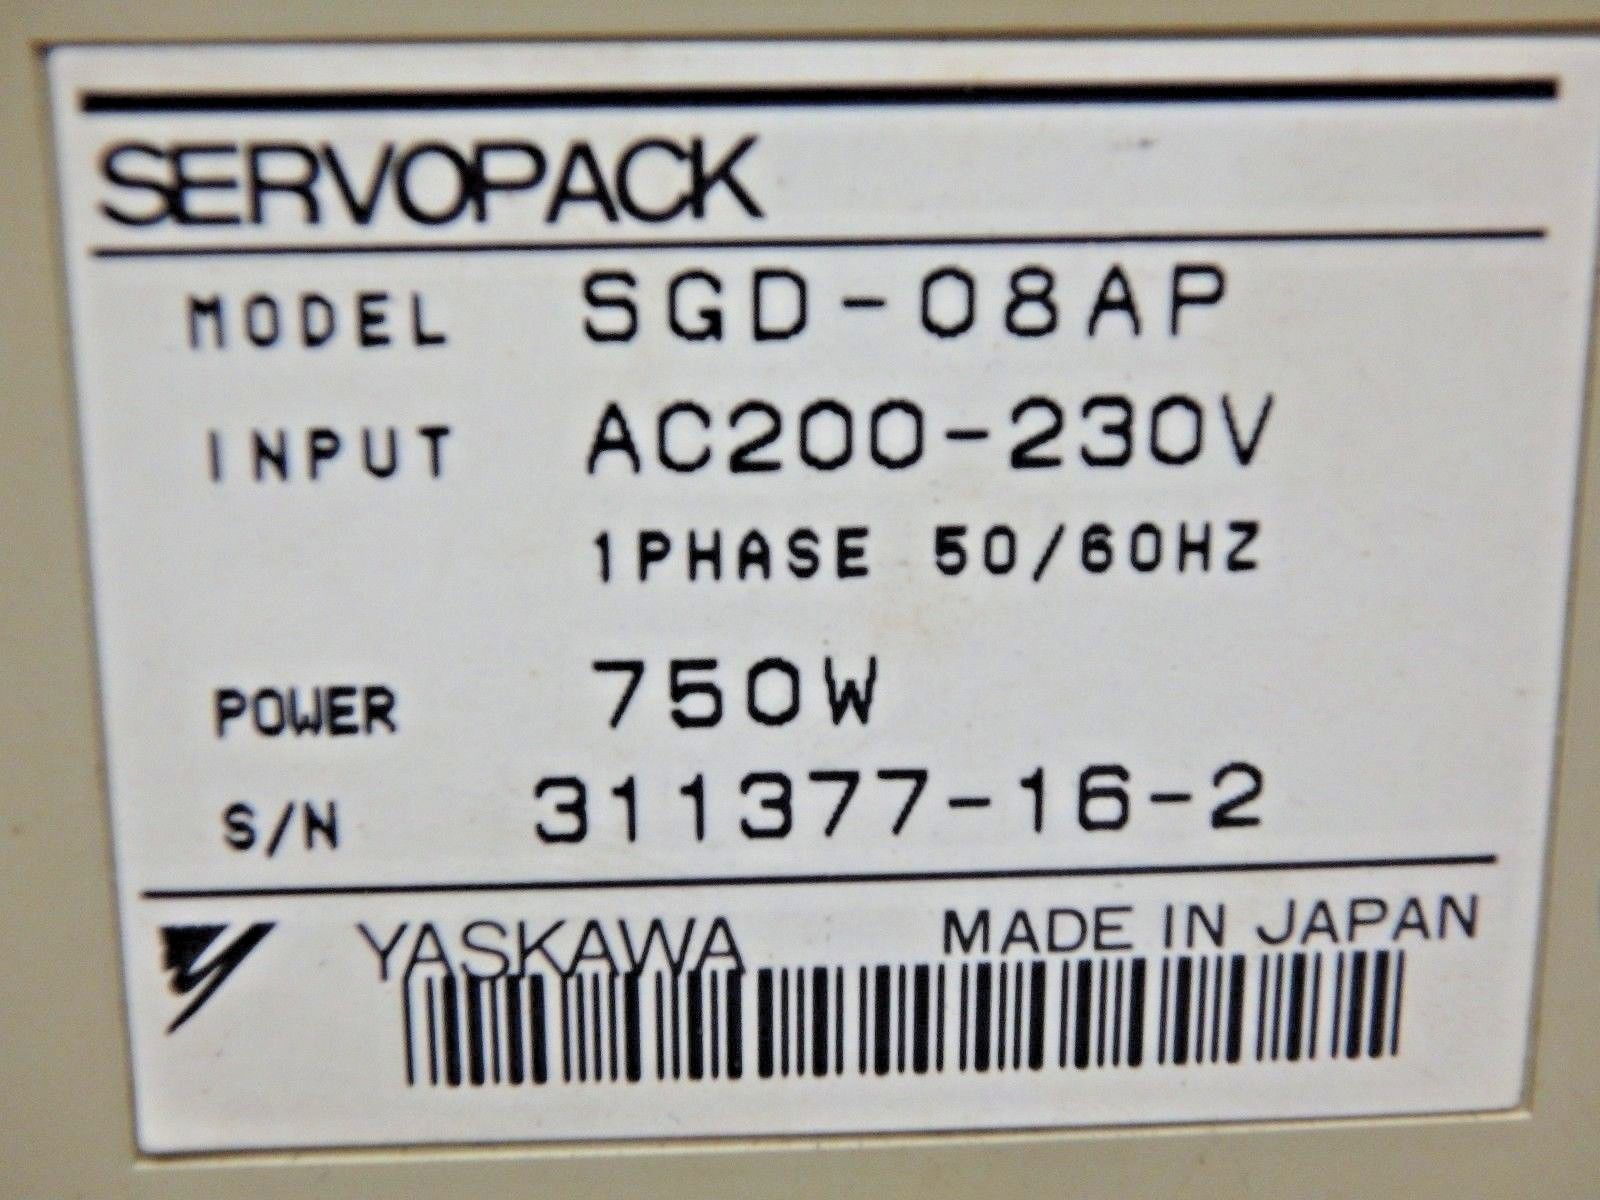 SERVOPACK
MODEL SGD-08AP
INPUT AC200-230V
1PHASE 50/60HZ
POWER 750W
S/N 311377-16-2
YASKAWA MADE IN JAPAN